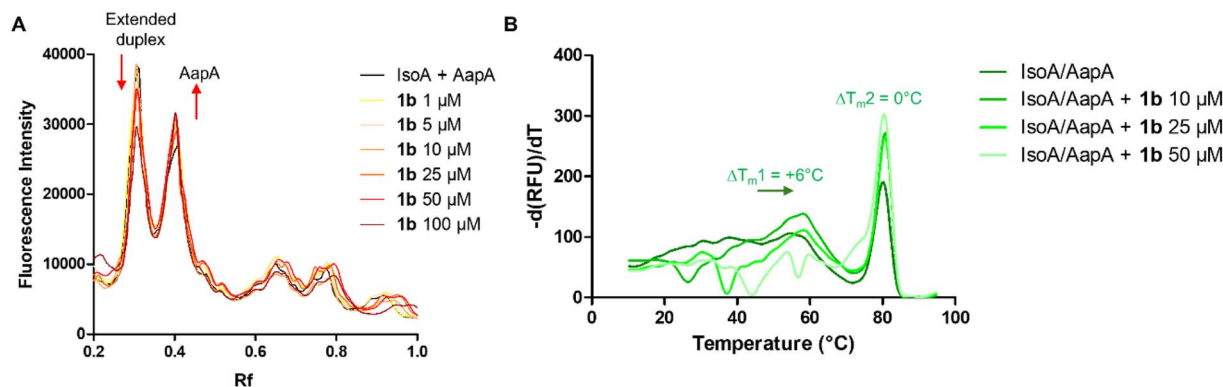 A
Extended
duplex
AapA
Fluorescence Intensity
40000
30000
20000
10000
0
0.2
0.4
0.6
0.8
1.0
Rf
IsoA + AapA
1b 1 µM
1b 5 µM
1b 10 µM
1b 25 µM
1b 50 µM
1b 100 µM
B
-d(RFU)/dT
400
300
200
100
0
0
20
40
60
80
100
Temperature (°C)
ΔTm1 = +6°C
ΔTm2 = 0°C
IsoA/AapA
IsoA/AapA + 1b 10 µM
IsoA/AapA + 1b 25 µM
IsoA/AapA + 1b 50 µM